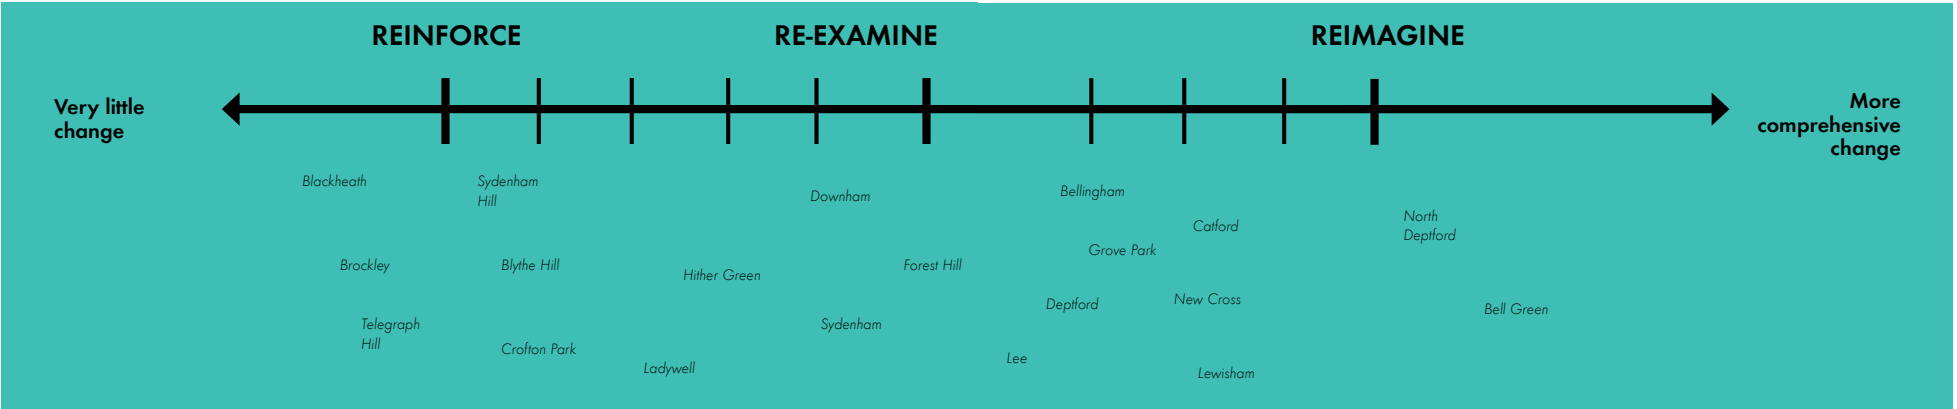 REINFORCE
RE-EXAMINE
REIMAGINE
Very little
change
More
comprehensive
change
Blackheath
Sydenham
Hill
Downham
Bellingham
Catford
North
Deptford
Brockley
Blythe Hill
Hither Green
Forest Hill
Grove Park
Deptford
New Cross
Bell Green
Telegraph
Hill
Crofton Park
Sydenham
Ladywell
Lee
Lewisham